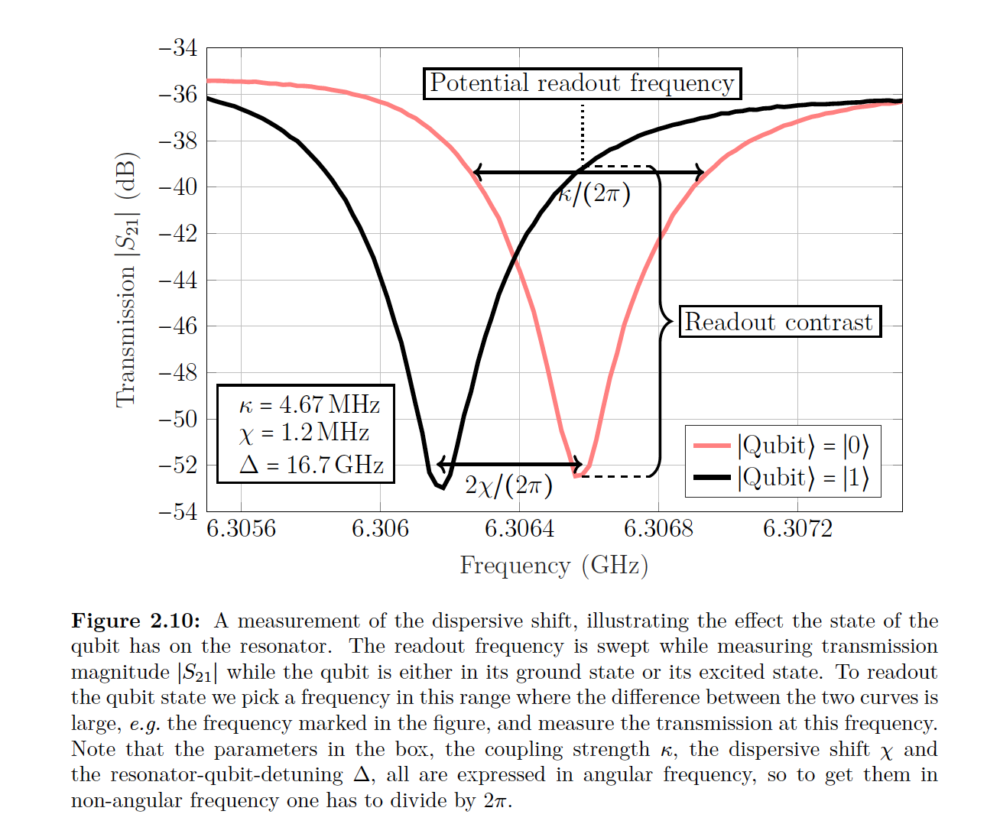 −34
−36
−38
−40
−42
−44
−46
−48
−50
−52
−54
Transmission |S₂₁| (dB)
Potential readout frequency
κ/(2π)
Readout contrast
κ = 4.67 MHz
χ = 1.2 MHz
Δ = 16.7 GHz
2χ/(2π)
|Qubit⟩ = |0⟩
|Qubit⟩ = |1⟩
6.3056 6.306 6.3064 6.3068 6.3072
Frequency (GHz)
Figure 2.10: A measurement of the dispersive shift, illustrating the effect the state of the
qubit has on the resonator. The readout frequency is swept while measuring transmission
magnitude |S₂₁| while the qubit is either in its ground state or its excited state. To readout
the qubit state we pick a frequency in this range where the difference between the two curves is
large, e.g. the frequency marked in the figure, and measure the transmission at this frequency.
Note that the parameters in the box, the coupling strength κ, the dispersive shift χ and
the resonator-qubit-detuning Δ, all are expressed in angular frequency, so to get them in
non-angular frequency one has to divide by 2π.